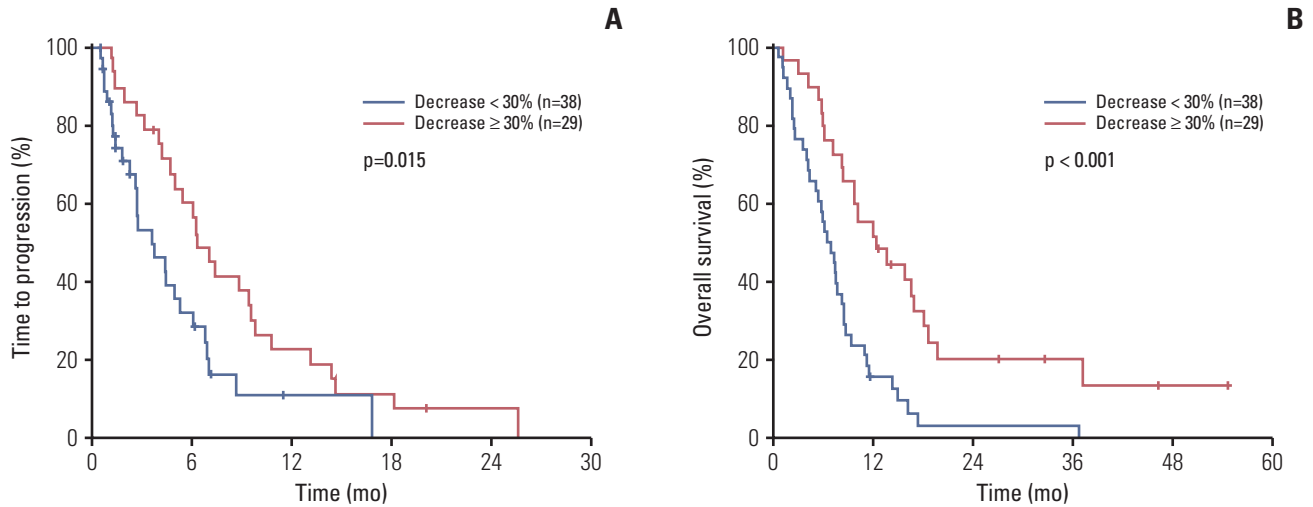 A
Time to progression (%)
100
80
60
40
20
0
Decrease < 30% (n=38)
Decrease ≥ 30% (n=29)
p=0.015
0 6 12 18 24 30
Time (mo)
B
Overall survival (%)
100
80
60
40
20
0
Decrease < 30% (n=38)
Decrease ≥ 30% (n=29)
p < 0.001
0 12 24 36 48 60
Time (mo)